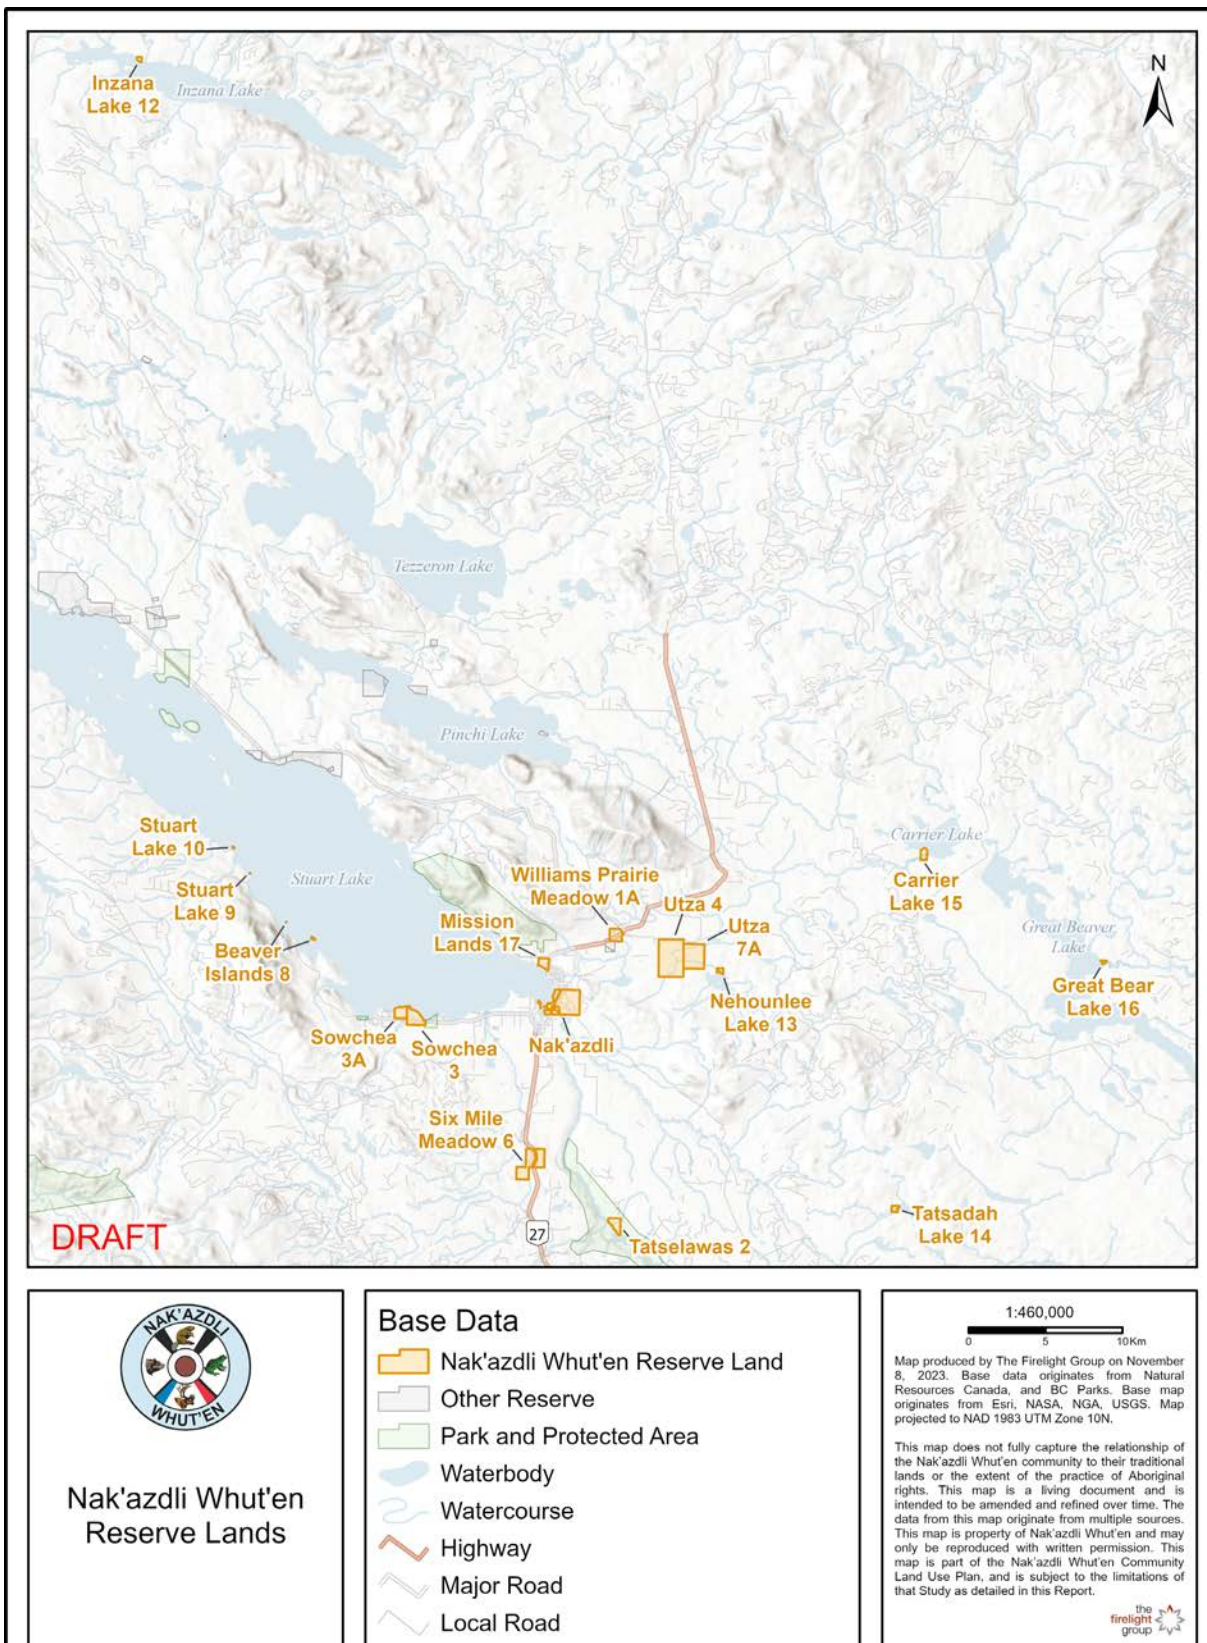 N
Inzana
Lake 12
Inzana Lake
Tezzeron Lake
Pinchi Lake
Stuart
Lake 10
Stuart
Lake 9
Stuart Lake
Beaver
Islands 8
Williams Prairie
Meadow 1A
Mission
Lands 17
Utza 4
Utza
7A
Carrier Lake
Carrier
Lake 15
Great Beaver
Lake
Great Bear
Lake 16
Nehounlee
Lake 13
Nak'azdli
Sowchea
3A
Sowchea
3
Six Mile
Meadow 6
27
Tatselawas 2
Tatsadah
Lake 14
DRAFT
NAK'AZDLI
WHUT'EN
Nak'azdli Whut'en
Reserve Lands
Base Data
Nak'azdli Whut'en Reserve Land
Other Reserve
Park and Protected Area
Waterbody
Watercourse
Highway
Major Road
Local Road
1:460,000
0 5 10Km
Map produced by The Firelight Group on November
8, 2023. Base data originates from Natural
Resources Canada, and BC Parks. Base map
originates from Esri, NASA, NGA, USGS. Map
projected to NAD 1983 UTM Zone 10N.
This map does not fully capture the relationship of
the Nak'azdli Whut'en community to their traditional
lands or the extent of the practice of Aboriginal
rights. This map is a living document and is
intended to be amended and refined over time. The
data from this map originate from multiple sources.
This map is property of Nak'azdli Whut'en and may
only be reproduced with written permission. This
map is part of the Nak'azdli Whut'en Community
Land Use Plan, and is subject to the limitations of
that Study as detailed in this Report.
the
firelight
group